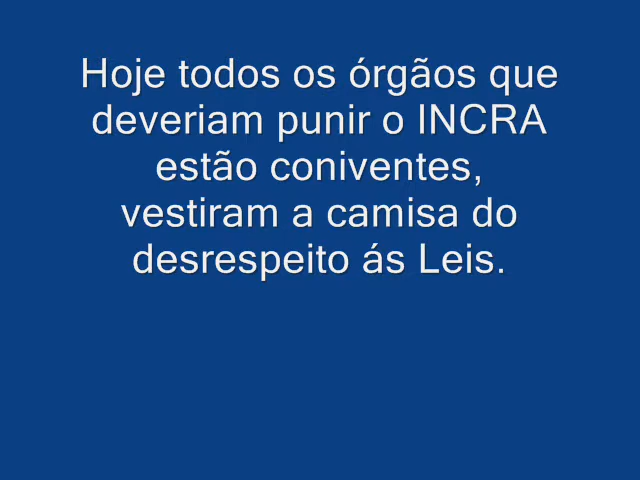 Hoje todos os órgãos que
deveriam punir o INCRA
estão coniventes,
vestiram a camisa do
desrespeito ás Leis.